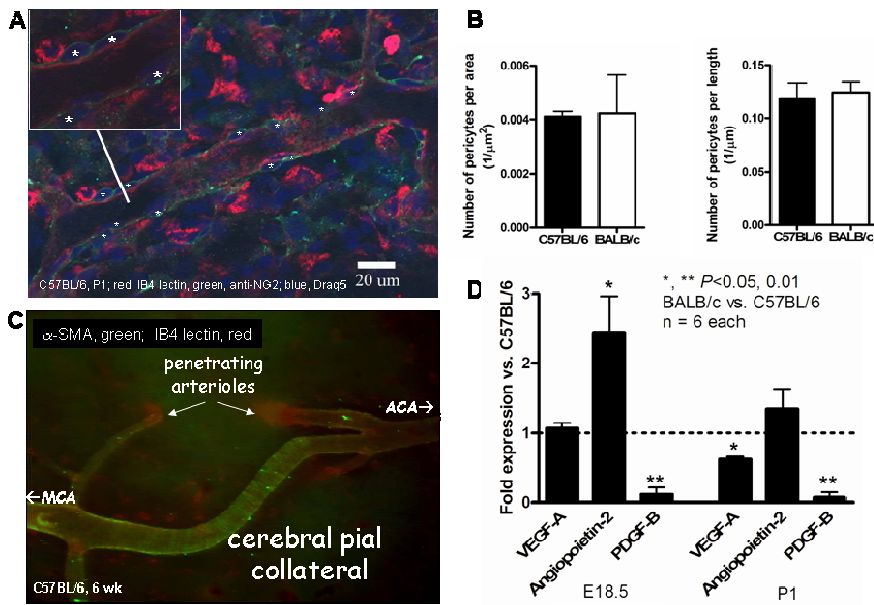 A
* * * *
C57BL/6, P1; red IB4 lectin, green, anti-NG2; blue, Draq5
20 um
B
Number of pericytes per area
(1/μm²)
0.006
0.004
0.002
0.000
C57BL/6 BALB/c
Number of pericytes per length
(1/μm)
0.15
0.10
0.05
0.00
C57BL/6 BALB/c
C
α-SMA, green; IB4 lectin, red
penetrating
arterioles
ACA→
←MCA
cerebral pial
collateral
C57BL/6, 6 wk
D
*, ** P<0.05, 0.01
BALB/c vs. C57BL/6
n = 6 each
Fold expression vs. C57BL/6
3
2
1
0
*
**
*
**
VEGF-A
Angiopoietin-2
PDGF-B
VEGF-A
Angiopoietin-2
PDGF-B
E18.5 P1